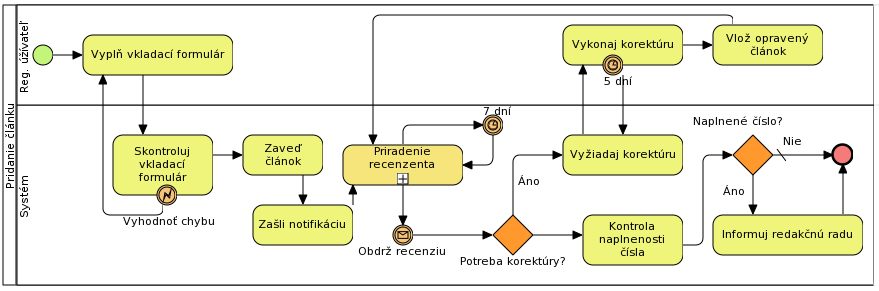 Pridanie článku
Reg. úžívateľ
Systém
Vyplň vkladací formulár
Vykonaj korektúru
5 dní
Vlož opravený
článok
7 dní
Naplnené číslo?
Skontroluj
vkladací
formulár
Vyhodnoť chybu
Zaveď
článok
Zašli notifikáciu
Priradenie
recenzenta
Obdrž recenziu
Áno
Potreba korektúry?
Vyžiadaj korektúru
Kontrola
naplnenosti
čísla
Nie
Áno
Informuj redakčnú radu